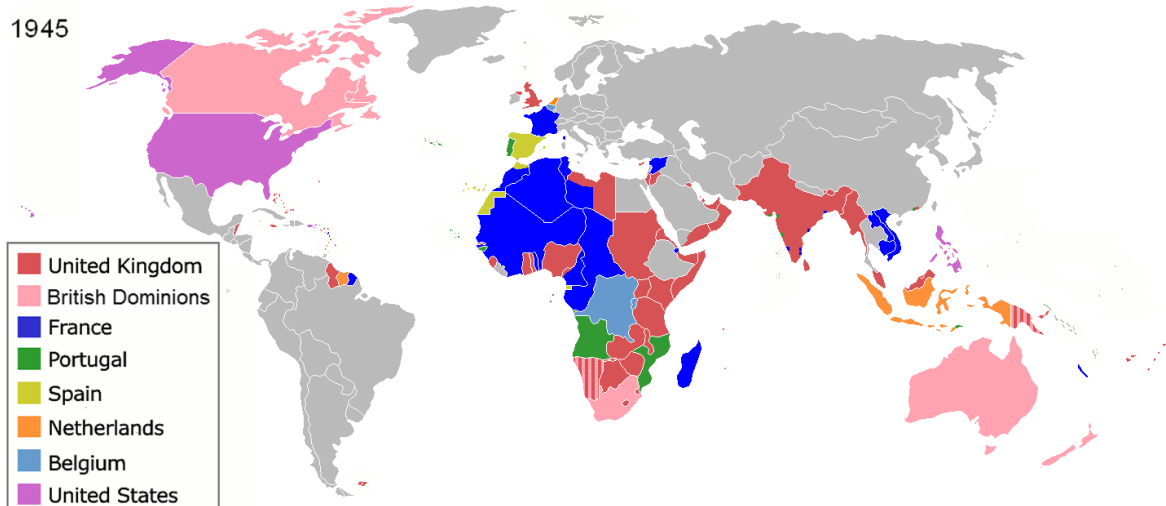 1945
United Kingdom
British Dominions
France
Portugal
Spain
Netherlands
Belgium
United States